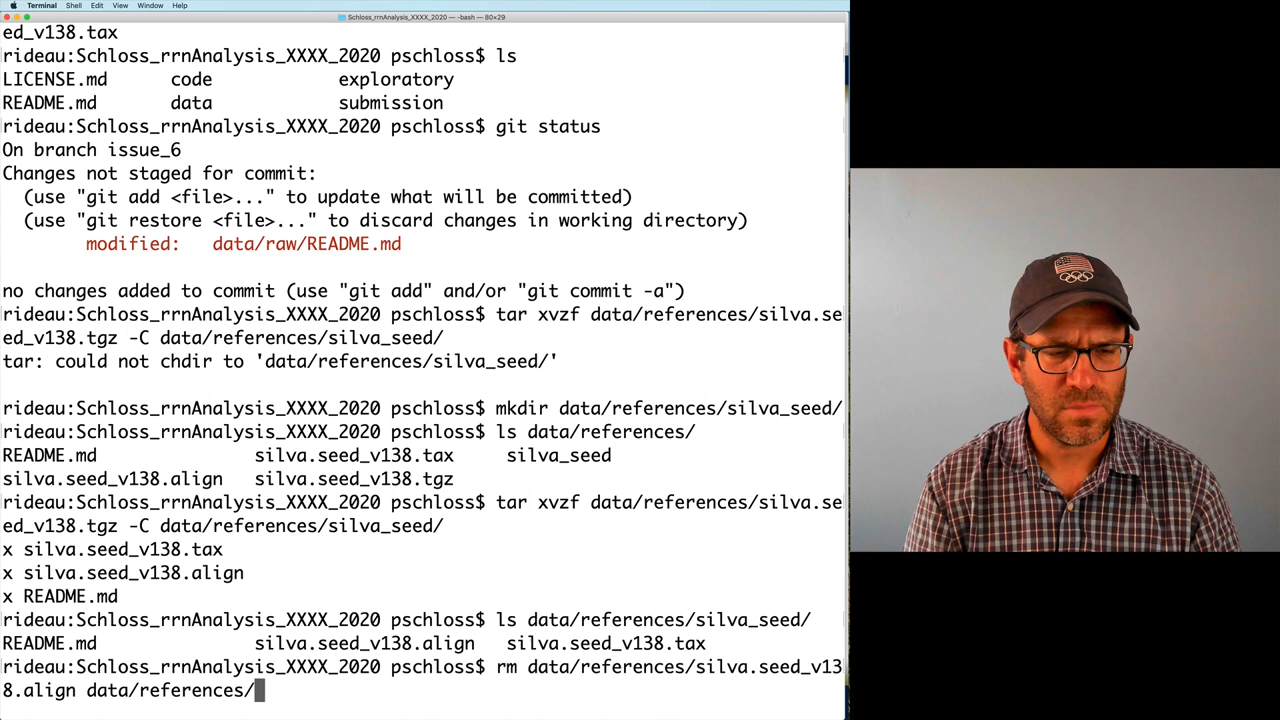 Terminal Shell Edit View Window Help
Schloss_rrnAnalysis_XXXX_2020 — -bash — 80×29
ed_v138.tax
rideau:Schloss_rrnAnalysis_XXXX_2020 pschloss$ ls
LICENSE.md code exploratory
README.md data submission
rideau:Schloss_rrnAnalysis_XXXX_2020 pschloss$ git status
On branch issue_6
Changes not staged for commit:
(use "git add <file>..." to update what will be committed)
(use "git restore <file>..." to discard changes in working directory)
modified: data/raw/README.md
no changes added to commit (use "git add" and/or "git commit -a")
rideau:Schloss_rrnAnalysis_XXXX_2020 pschloss$ tar xvzf data/references/silva.se
ed_v138.tgz -C data/references/silva_seed/
tar: could not chdir to 'data/references/silva_seed/'
rideau:Schloss_rrnAnalysis_XXXX_2020 pschloss$ mkdir data/references/silva_seed/
rideau:Schloss_rrnAnalysis_XXXX_2020 pschloss$ ls data/references/
README.md silva.seed_v138.tax silva_seed
silva.seed_v138.align silva.seed_v138.tgz
rideau:Schloss_rrnAnalysis_XXXX_2020 pschloss$ tar xvzf data/references/silva.se
ed_v138.tgz -C data/references/silva_seed/
x silva.seed_v138.tax
x silva.seed_v138.align
x README.md
rideau:Schloss_rrnAnalysis_XXXX_2020 pschloss$ ls data/references/silva_seed/
README.md silva.seed_v138.align silva.seed_v138.tax
rideau:Schloss_rrnAnalysis_XXXX_2020 pschloss$ rm data/references/silva.seed_v13
8.align data/references/